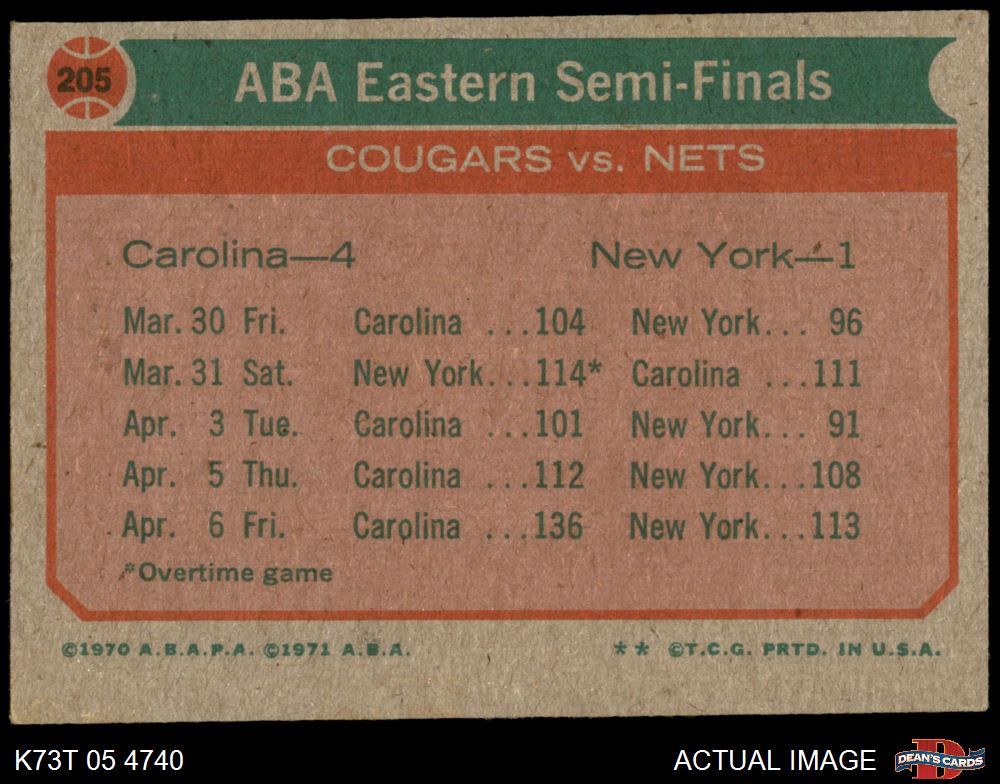 205
ABA Eastern Semi-Finals
COUGARS vs. NETS
Carolina—4 New York—1
Mar. 30 Fri. Carolina ...104 New York... 96
Mar. 31 Sat. New York...114* Carolina ...111
Apr. 3 Tue. Carolina ...101 New York... 91
Apr. 5 Thu. Carolina ...112 New York...108
Apr. 6 Fri. Carolina ...136 New York...113
*Overtime game
©1970 A.B.A.P.A. ©1971 A.B.A. ** ©T.C.G. PRTD. IN U.S.A.
K73T 05 4740 ACTUAL IMAGE D DEAN'S CARDS